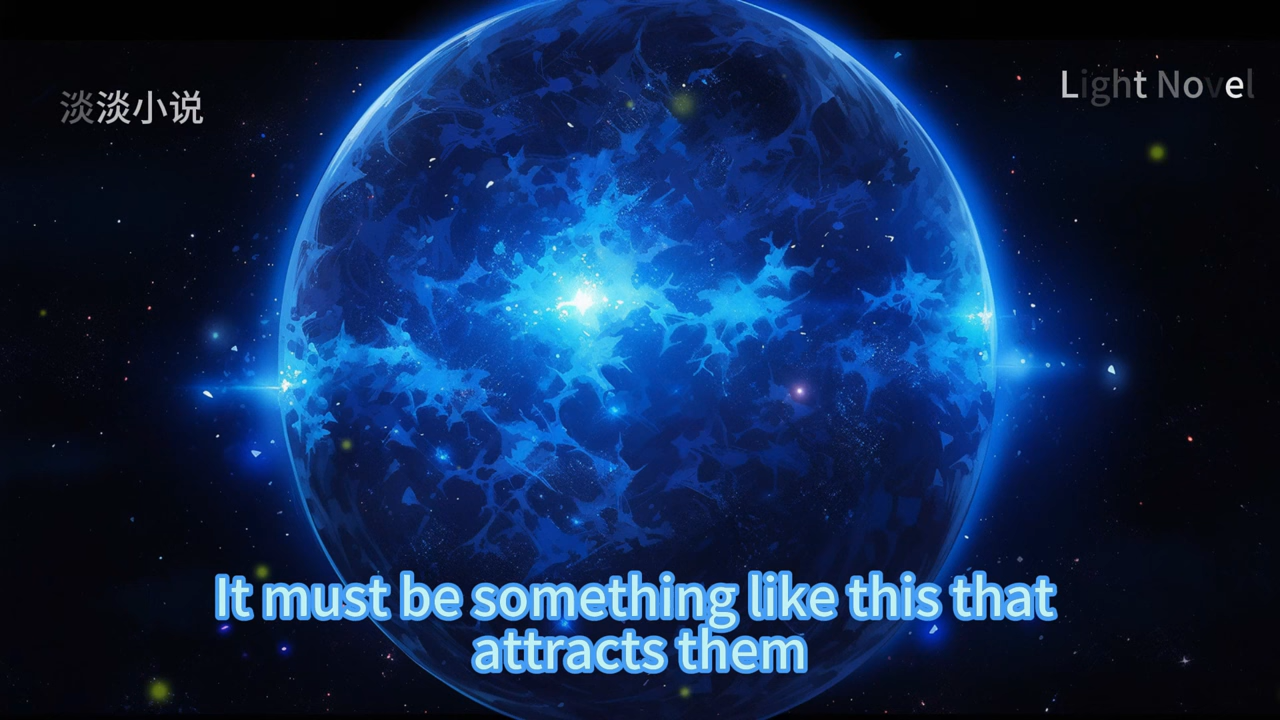 淡淡小说
Light Novel
It must be something like this that
attracts them